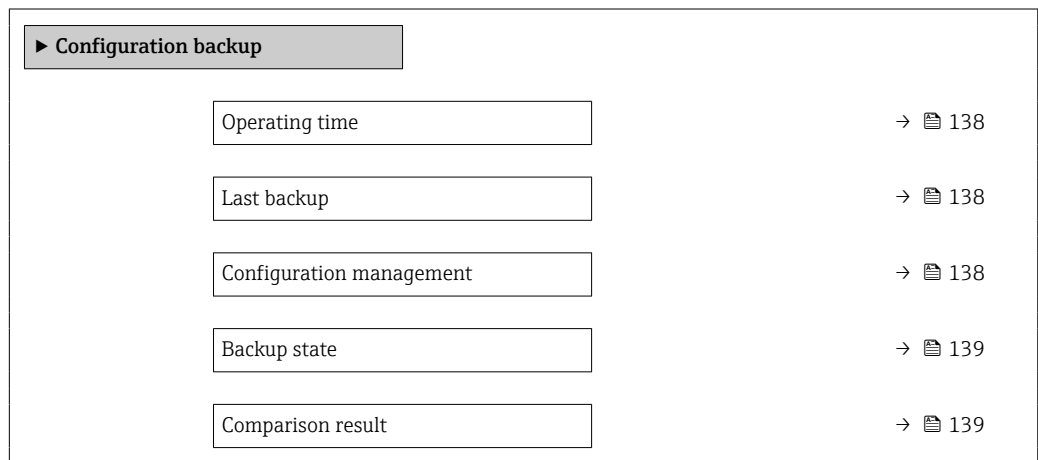 ► Configuration backup
Operating time → 138
Last backup → 138
Configuration management → 138
Backup state → 139
Comparison result → 139